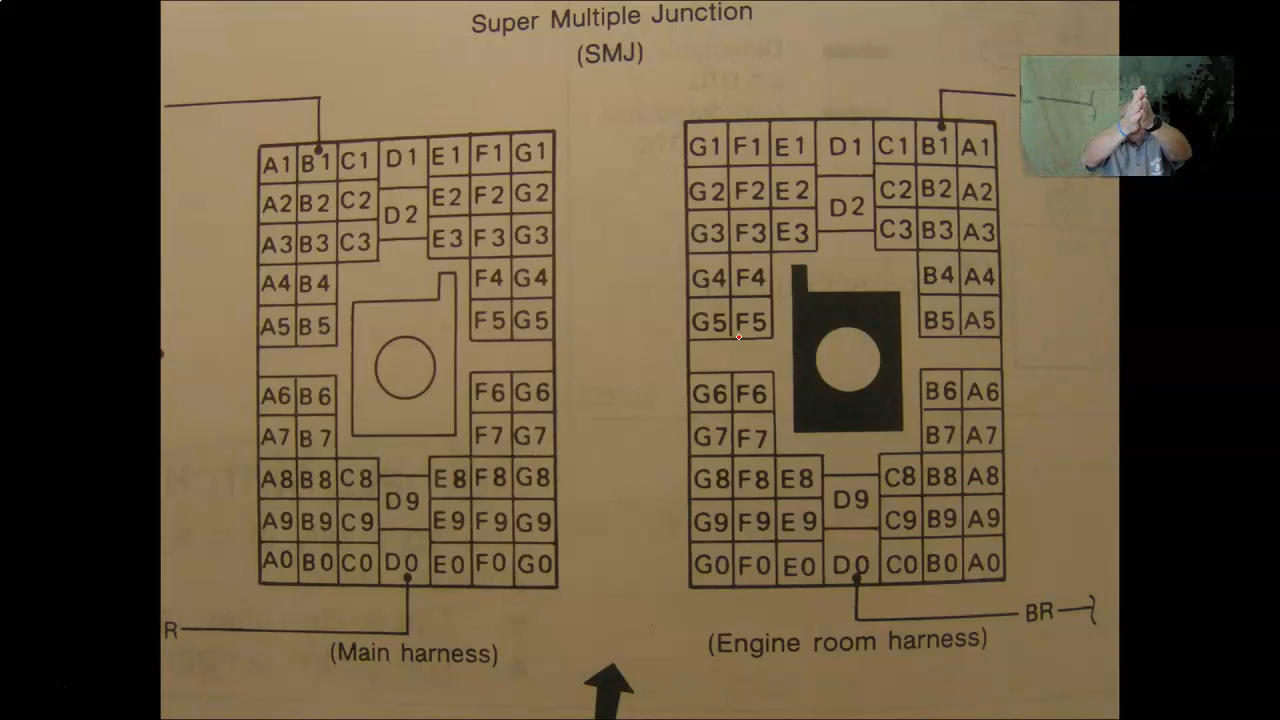 Super Multiple Junction
(SMJ)
A1 B1 C1 D1 E1 F1 G1
A2 B2 C2 D2 E2 F2 G2
A3 B3 C3 E3 F3 G3
A4 B4 F4 G4
A5 B5 F5 G5
A6 B6 F6 G6
A7 B7 F7 G7
A8 B8 C8 E8 F8 G8
A9 B9 C9 D9 E9 F9 G9
A0 B0 C0 D0 E0 F0 G0
R
(Main harness)
G1 F1 E1 D1 C1 B1 A1
G2 F2 E2 D2 C2 B2 A2
G3 F3 E3 C3 B3 A3
G4 F4 B4 A4
G5 F5 B5 A5
G6 F6 B6 A6
G7 F7 B7 A7
G8 F8 E8 C8 B8 A8
G9 F9 E9 D9 C9 B9 A9
G0 F0 E0 D0 C0 B0 A0
BR
(Engine room harness)